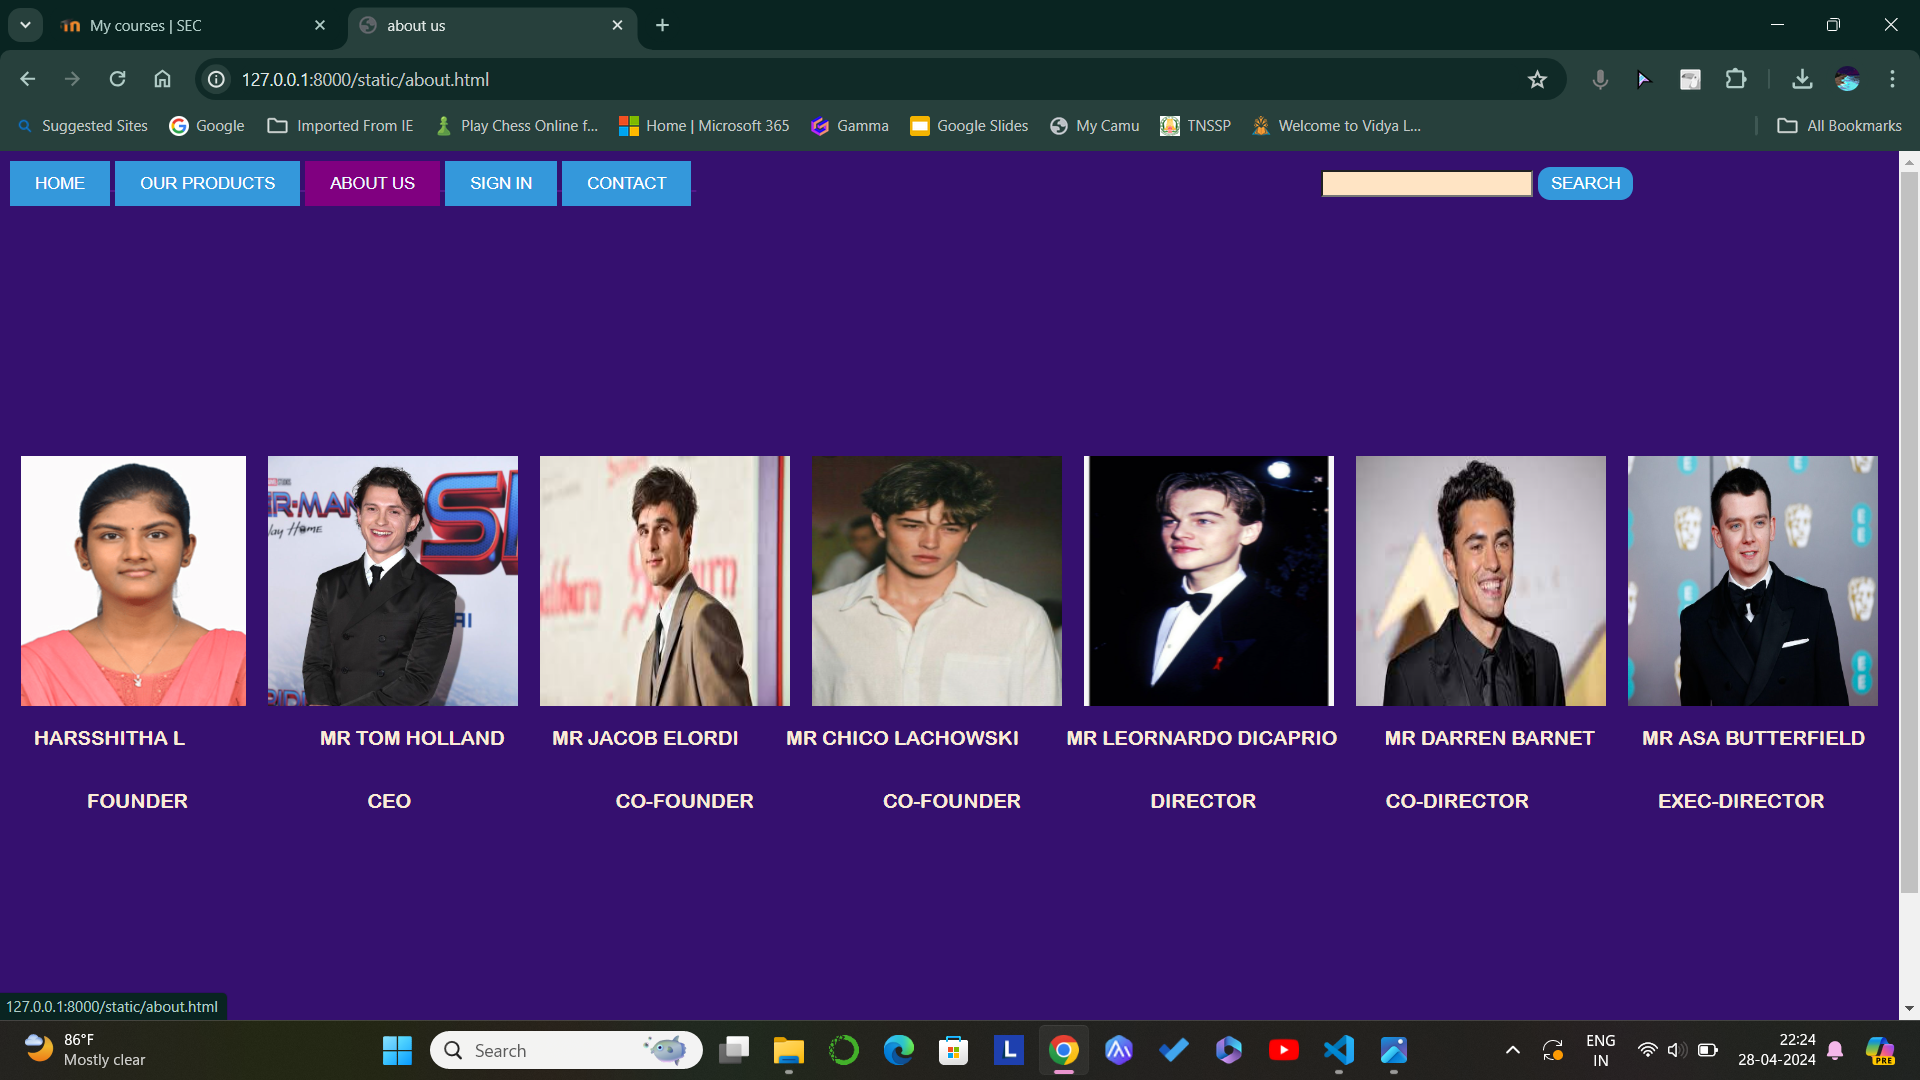 My courses | SEC
about us
127.0.0.1:8000/static/about.html
Suggested Sites
Google
Imported From IE
Play Chess Online f...
Home | Microsoft 365
Gamma
Google Slides
My Camu
TNSSP
Welcome to Vidya L...
All Bookmarks
HOME
OUR PRODUCTS
ABOUT US
SIGN IN
CONTACT
SEARCH
HARSSHITHA L
MR TOM HOLLAND
MR JACOB ELORDI
MR CHICO LACHOWSKI
MR LEORNARDO DICAPRIO
MR DARREN BARNET
MR ASA BUTTERFIELD
FOUNDER
CEO
CO-FOUNDER
CO-FOUNDER
DIRECTOR
CO-DIRECTOR
EXEC-DIRECTOR
127.0.0.1:8000/static/about.html
86°F
Mostly clear
Search
L
PRE
ENG
IN
22:24
28-04-2024